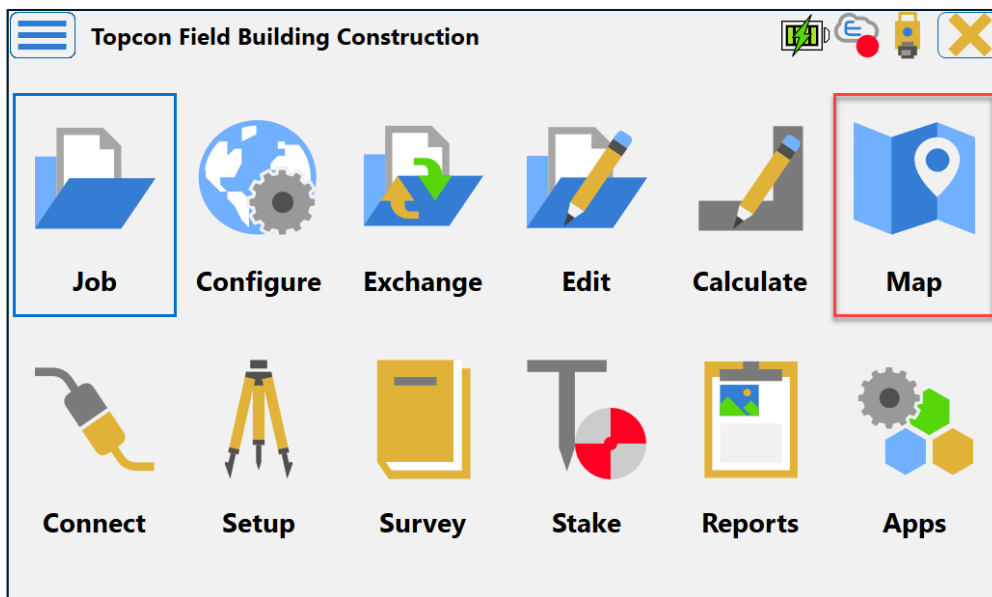 Topcon Field Building Construction
Job Configure Exchange Edit Calculate Map
Connect Setup Survey Stake Reports Apps